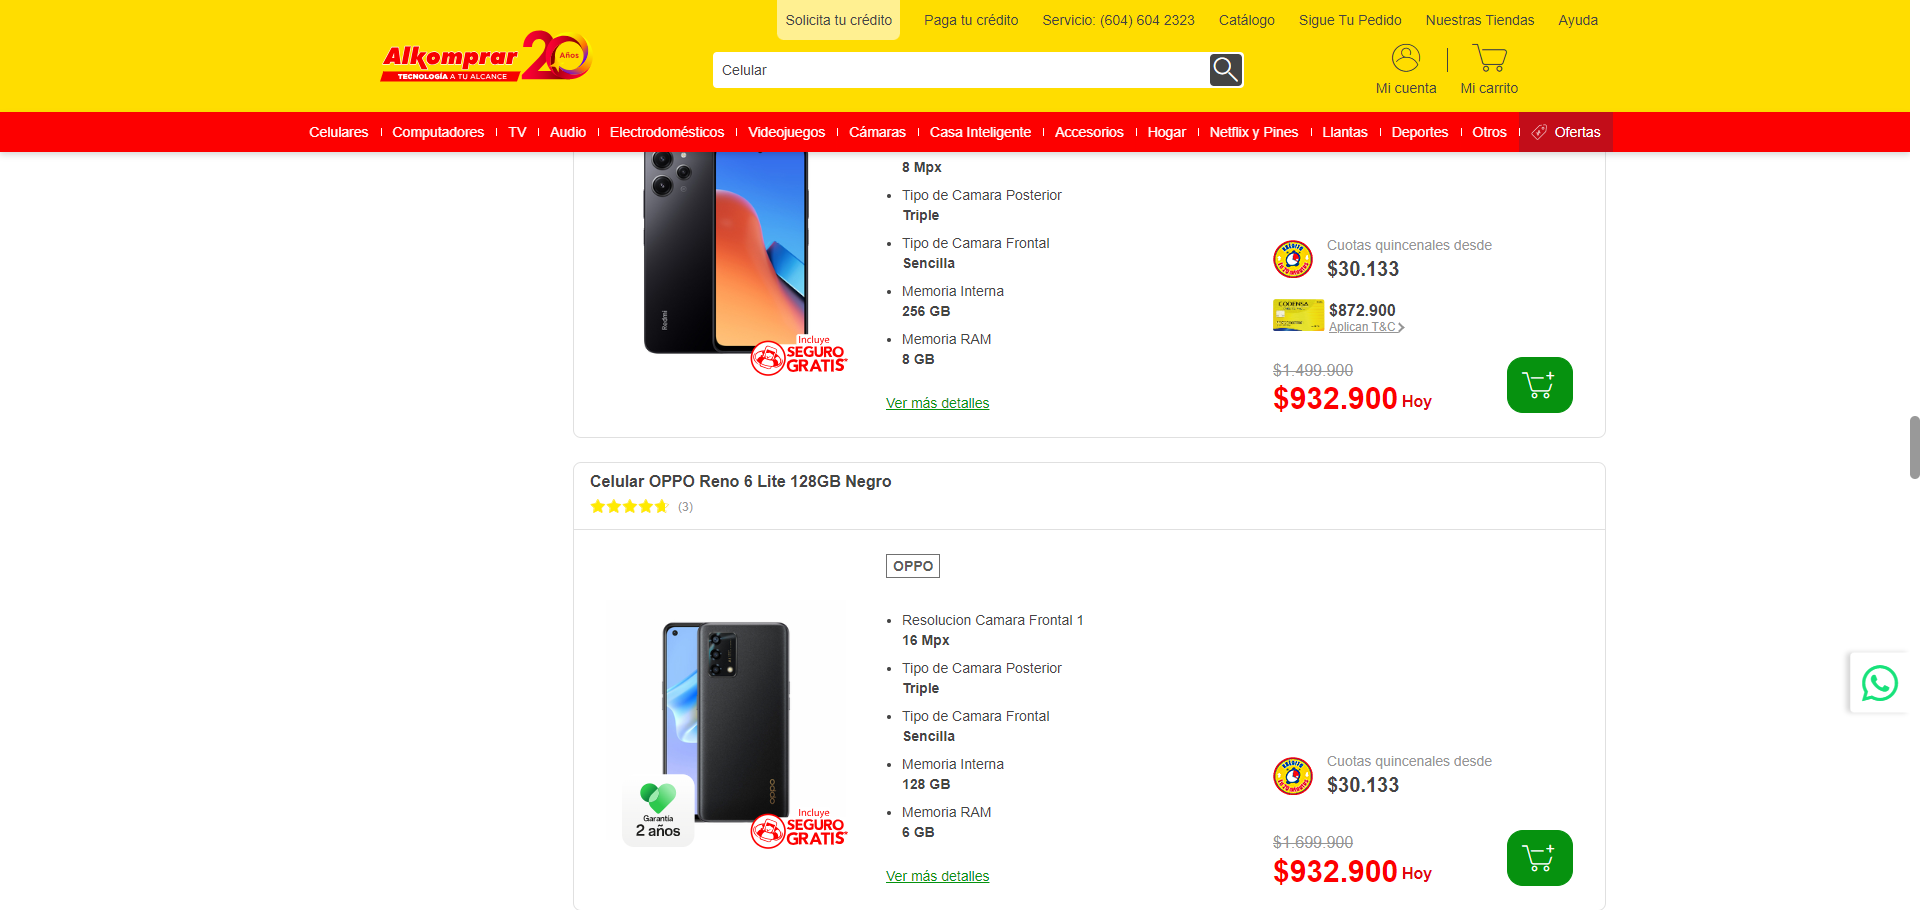 Solicita tu crédito
Paga tu crédito
Servicio: (604) 604 2323
Catálogo
Sigue Tu Pedido
Nuestras Tiendas
Ayuda
Alkomprar 20 Años
TECNOLOGÍA A TU ALCANCE
Celular
Mi cuenta
Mi carrito
Celulares
Computadores
TV
Audio
Electrodomésticos
Videojuegos
Cámaras
Casa Inteligente
Accesorios
Hogar
Netflix y Pines
Llantas
Deportes
Otros
Ofertas
8 Mpx
Tipo de Camara Posterior
Triple
Tipo de Camara Frontal
Sencilla
Memoria Interna
256 GB
Memoria RAM
8 GB
Ver más detalles
Redmi
Incluye
SEGURO
GRATIS*
Cuotas quincenales desde
$30.133
CODENSA
$872.900
Aplican T&C
$1.499.900
$932.900 Hoy
Celular OPPO Reno 6 Lite 128GB Negro
(3)
OPPO
Resolucion Camara Frontal 1
16 Mpx
Tipo de Camara Posterior
Triple
Tipo de Camara Frontal
Sencilla
Memoria Interna
128 GB
Memoria RAM
6 GB
Ver más detalles
oppo
Garantía
2 años
Incluye
SEGURO
GRATIS*
Cuotas quincenales desde
$30.133
$1.699.900
$932.900 Hoy